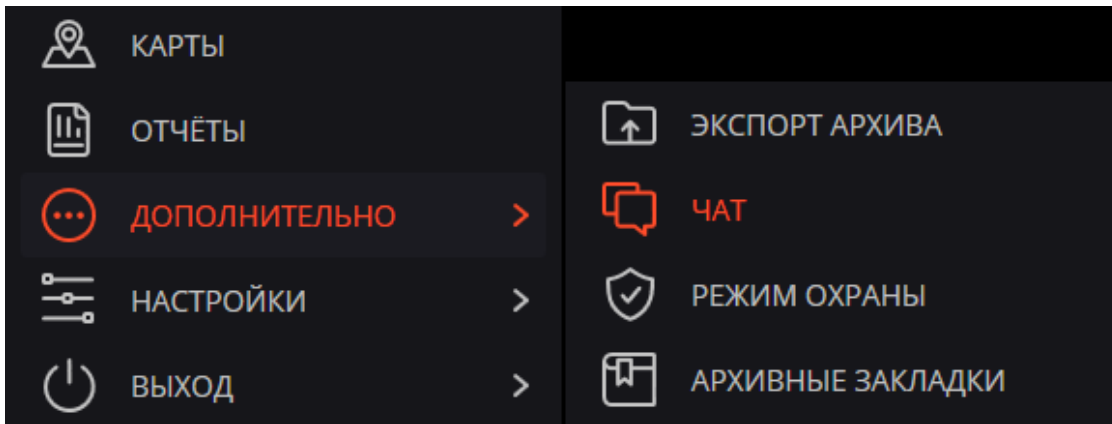 КАРТЫ
ОТЧЁТЫ
ДОПОЛНИТЕЛЬНО
НАСТРОЙКИ
ВЫХОД
ЭКСПОРТ АРХИВА
ЧАТ
РЕЖИМ ОХРАНЫ
АРХИВНЫЕ ЗАКЛАДКИ